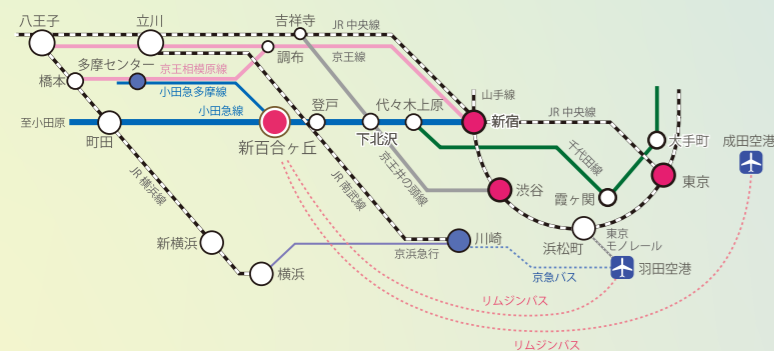 八王子
立川
吉祥寺
JR 中央線
調布
京王線
多摩センター
京王相模原線
橋本
小田急多摩線
山手線
JR 中央線
小田急線
登戸
代々木上原
新宿
至小田原
町田
新百合ヶ丘
下北沢
千代田線
大手町
成田空港
JR 横浜線
JR 南武線
京王井の頭線
渋谷
霞ヶ関
東京
新横浜
川崎
浜松町
東京
モノレール
京浜急行
横浜
京急バス
羽田空港
リムジンバス
リムジンバス